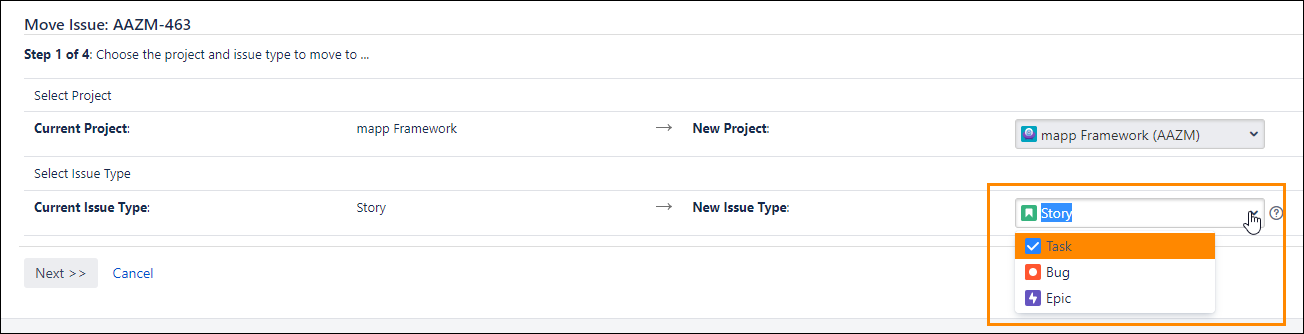 Move Issue: AAZM-463
Step 1 of 4: Choose the project and issue type to move to ...
Select Project
Current Project: mapp Framework → New Project: mapp Framework (AAZM)
Select Issue Type
Current Issue Type: Story → New Issue Type: Story
Task
Bug
Epic
Next >> Cancel